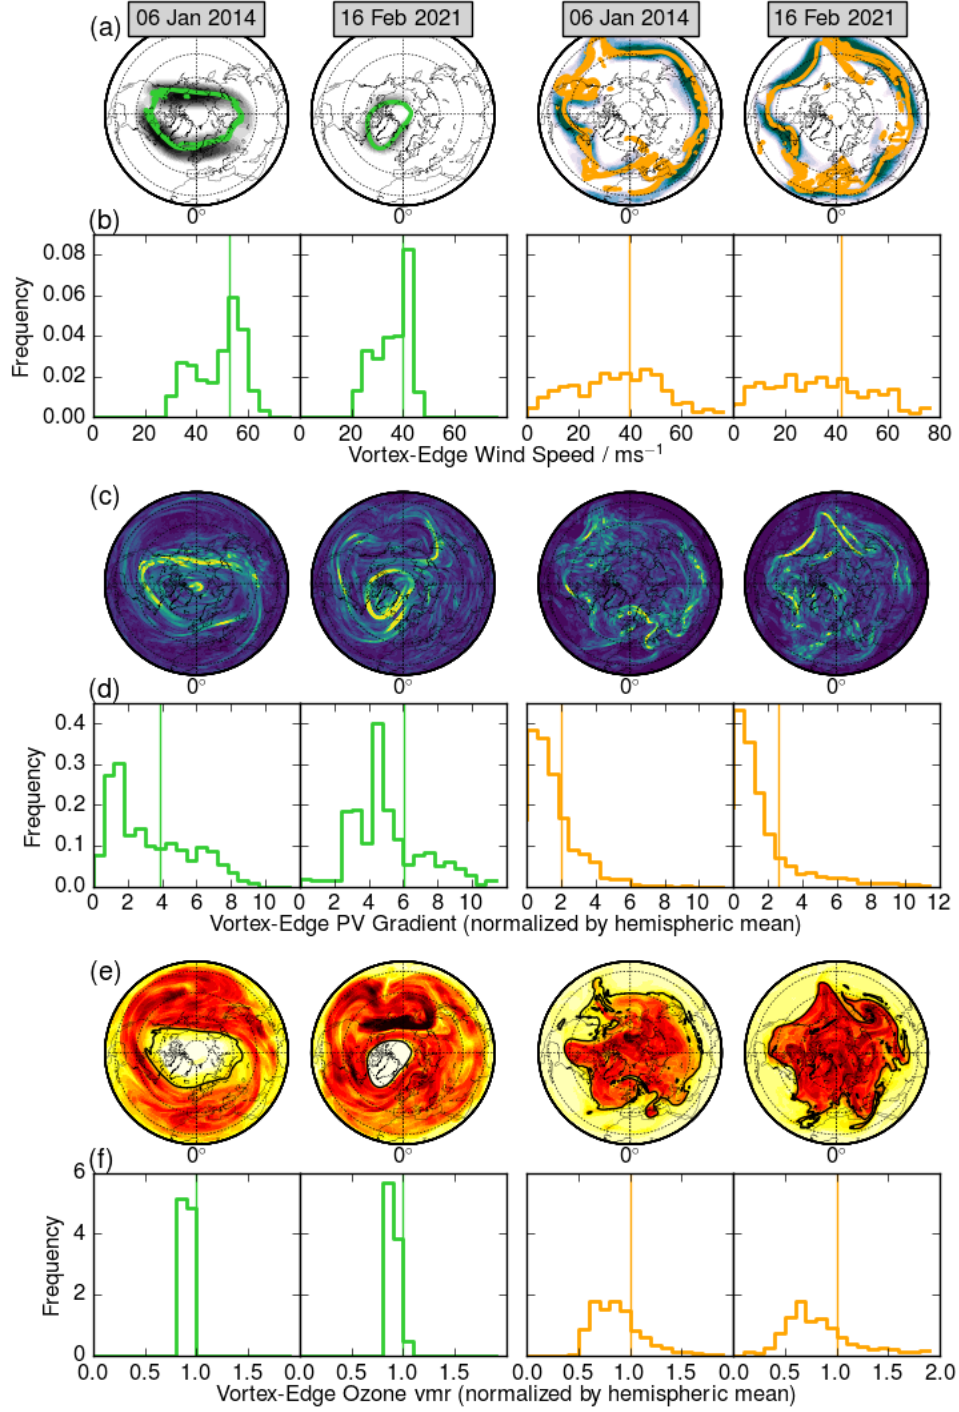 (a) 06 Jan 2014 16 Feb 2021 06 Jan 2014 16 Feb 2021
0° 0° 0° 0°
(b)
Frequency
0.08
0.06
0.04
0.02
0.00
0 20 40 60 0 20 40 60 0 20 40 60 0 20 40 60 80
Vortex-Edge Wind Speed / ms⁻¹
(c)
0° 0° 0° 0°
(d)
Frequency
0.4
0.3
0.2
0.1
0.0
0 2 4 6 8 10 0 2 4 6 8 10 0 2 4 6 8 10 0 2 4 6 8 10 12
Vortex-Edge PV Gradient (normalized by hemispheric mean)
(e)
0° 0° 0° 0°
(f)
Frequency
6
4
2
0
0.0 0.5 1.0 1.5 0.0 0.5 1.0 1.5 0.0 0.5 1.0 1.5 0.0 0.5 1.0 1.5 2.0
Vortex-Edge Ozone vmr (normalized by hemispheric mean)